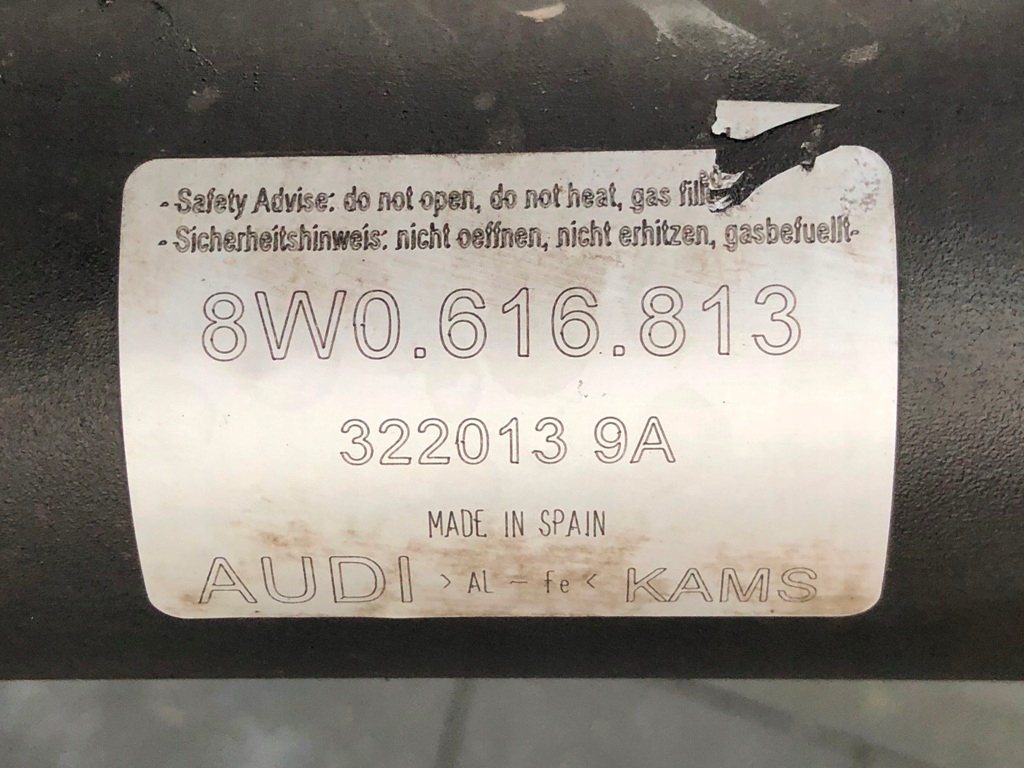 - Safety Advise: do not open, do not heat, gas
- Sicherheitshinweis: nicht oeffnen, nicht erhitzen, gasbefuellt-
8W0.616.813
322013 9A
MADE IN SPAIN
AUDI >AL - fe< KAMS